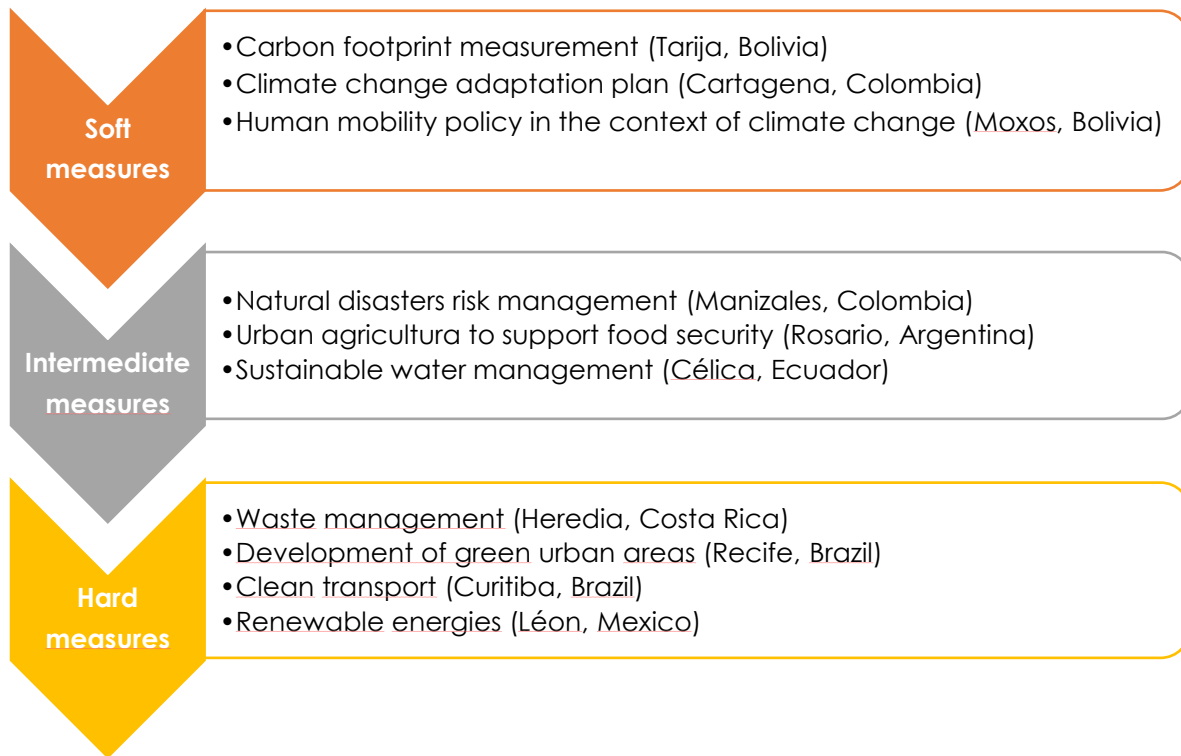 Soft
measures
•Carbon footprint measurement (Tarija, Bolivia)
•Climate change adaptation plan (Cartagena, Colombia)
•Human mobility policy in the context of climate change (Moxos, Bolivia)
Intermediate
measures
•Natural disasters risk management (Manizales, Colombia)
•Urban agricultura to support food security (Rosario, Argentina)
•Sustainable water management (Célica, Ecuador)
Hard
measures
•Waste management (Heredia, Costa Rica)
•Development of green urban areas (Recife, Brazil)
•Clean transport (Curitiba, Brazil)
•Renewable energies (Léon, Mexico)